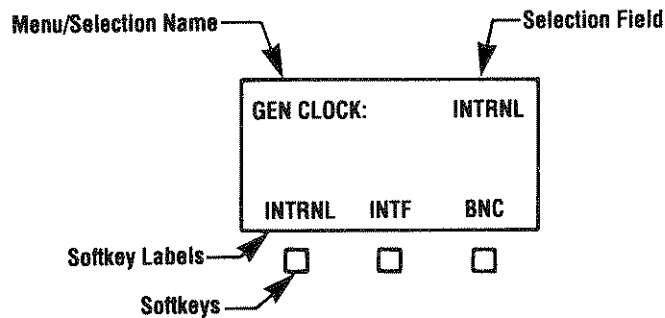 Menu/Selection Name
Selection Field
GEN CLOCK: INTRNL
INTRNL INTF BNC
Softkey Labels
Softkeys